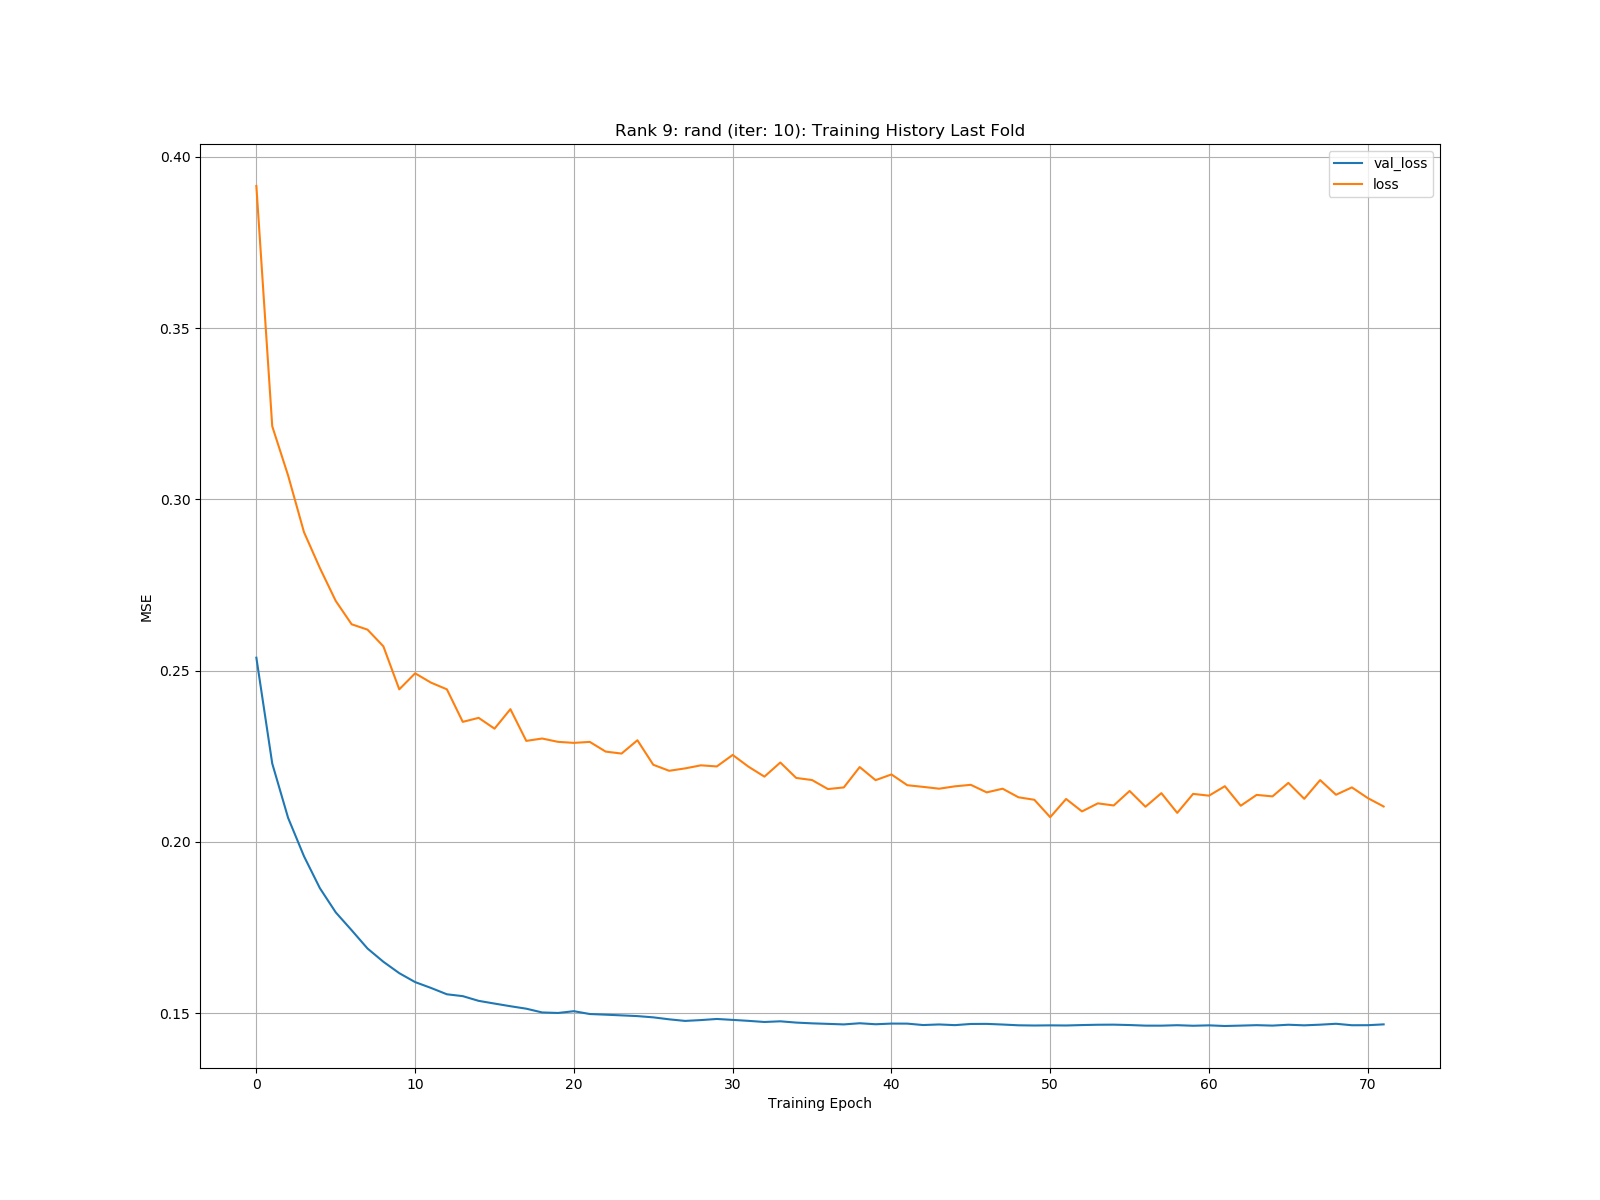 Rank 9: rand (iter: 10): Training History Last Fold
val_loss
loss
0.40
0.35
0.30
0.25
0.20
0.15
MSE
0 10 20 30 40 50 60 70
Training Epoch